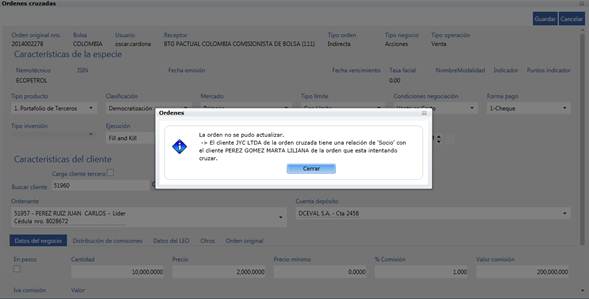 Ordenes cruzadas
Guardar Cancelar
Orden original nro. Bolsa Usuario Receptor Tipo orden Tipo negocio Tipo operación
2014002278 COLOMBIA oscar.cardona BTG PACTUAL COLOMBIA COMISIONISTA DE BOLSA (111) Indirecta Acciones Venta
Características de la especie
Nemotécnico ISIN Fecha emisión Fecha vencimiento Tasa facial Nombre Modalidad Indicador Puntos indicador
ECOPETROL 0.00
Tipo producto Clasificación Mercado Tipo límite Condiciones negociación Forma pago
1. Portafolio de Terceros Democratización 1-Cheque
Tipo inversión Ejecución
Fill and Kill
Ordenes
La orden no se pudo actualizar.
-> El cliente JYC LTDA de la orden cruzada tiene una relación de 'Socio' con
el cliente PEREZ GOMEZ MARTA LILIANA de la orden que esta intentando
cruzar.
Cerrar
Características del cliente
Carga cliente tercero
Buscar cliente 51960
Ordenante Cuenta depósito
51957 - PEREZ RUIZ JUAN CARLOS - Lider DCEVAL S.A. - Cta 2458
Cédula nro. 8028672
Datos del negocio Distribución de comisiones Datos del LEO Otros Orden original
En pesos Cantidad Precio Precio mínimo % Comisión Valor comisión
10,000.0000 2,000.0000 0.0000 1.000 200,000.000
Iva comisión Valor